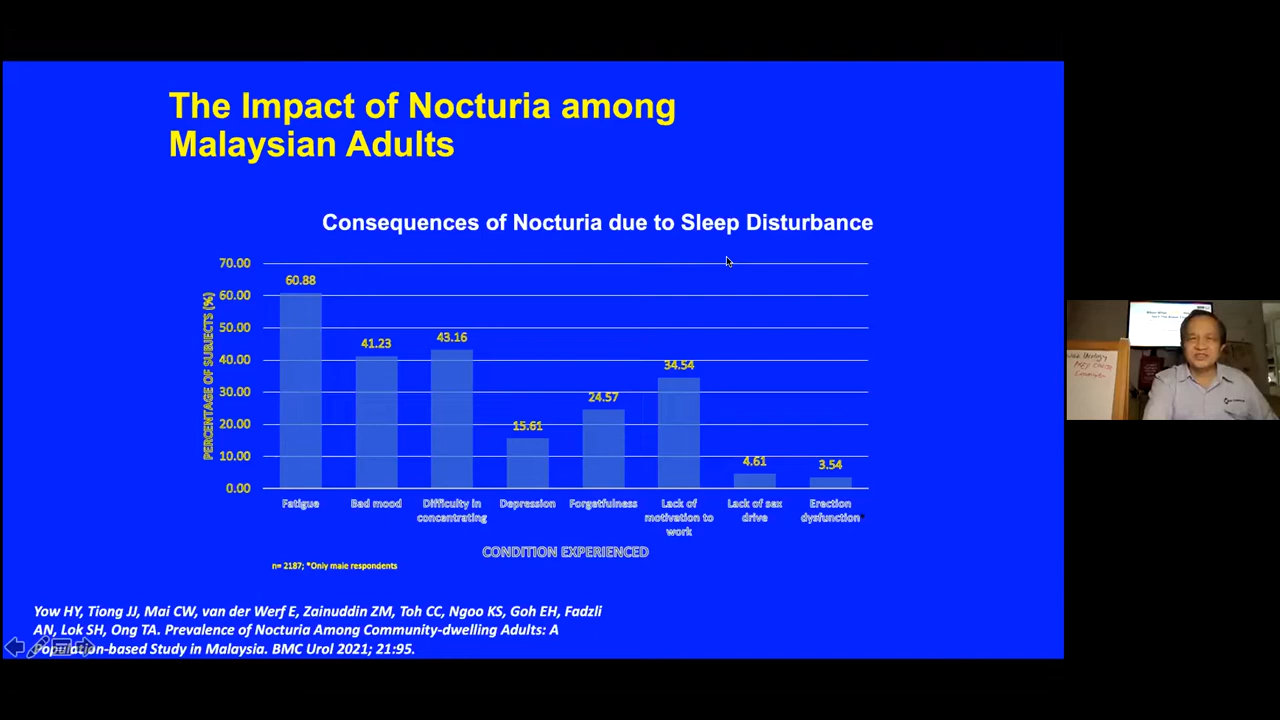 The Impact of Nocturia among
Malaysian Adults
Consequences of Nocturia due to Sleep Disturbance
PERCENTAGE OF SUBJECTS (%)
70.00
60.00
50.00
40.00
30.00
20.00
10.00
0.00
60.88
41.23
43.16
15.61
24.57
34.54
4.61
3.54
Fatigue
Bad mood
Difficulty in
concentrating
Depression
Forgetfulness
Lack of
motivation to
work
Lack of sex
drive
Erection
dysfunction*
CONDITION EXPERIENCED
n= 2187; *Only male respondents
Yow HY, Tiong JJ, Mai CW, van der Werf E, Zainuddin ZM, Toh CC, Ngoo KS, Goh EH, Fadzli
AN, Lok SH, Ong TA. Prevalence of Nocturia Among Community-dwelling Adults: A
Population-based Study in Malaysia. BMC Urol 2021; 21:95.